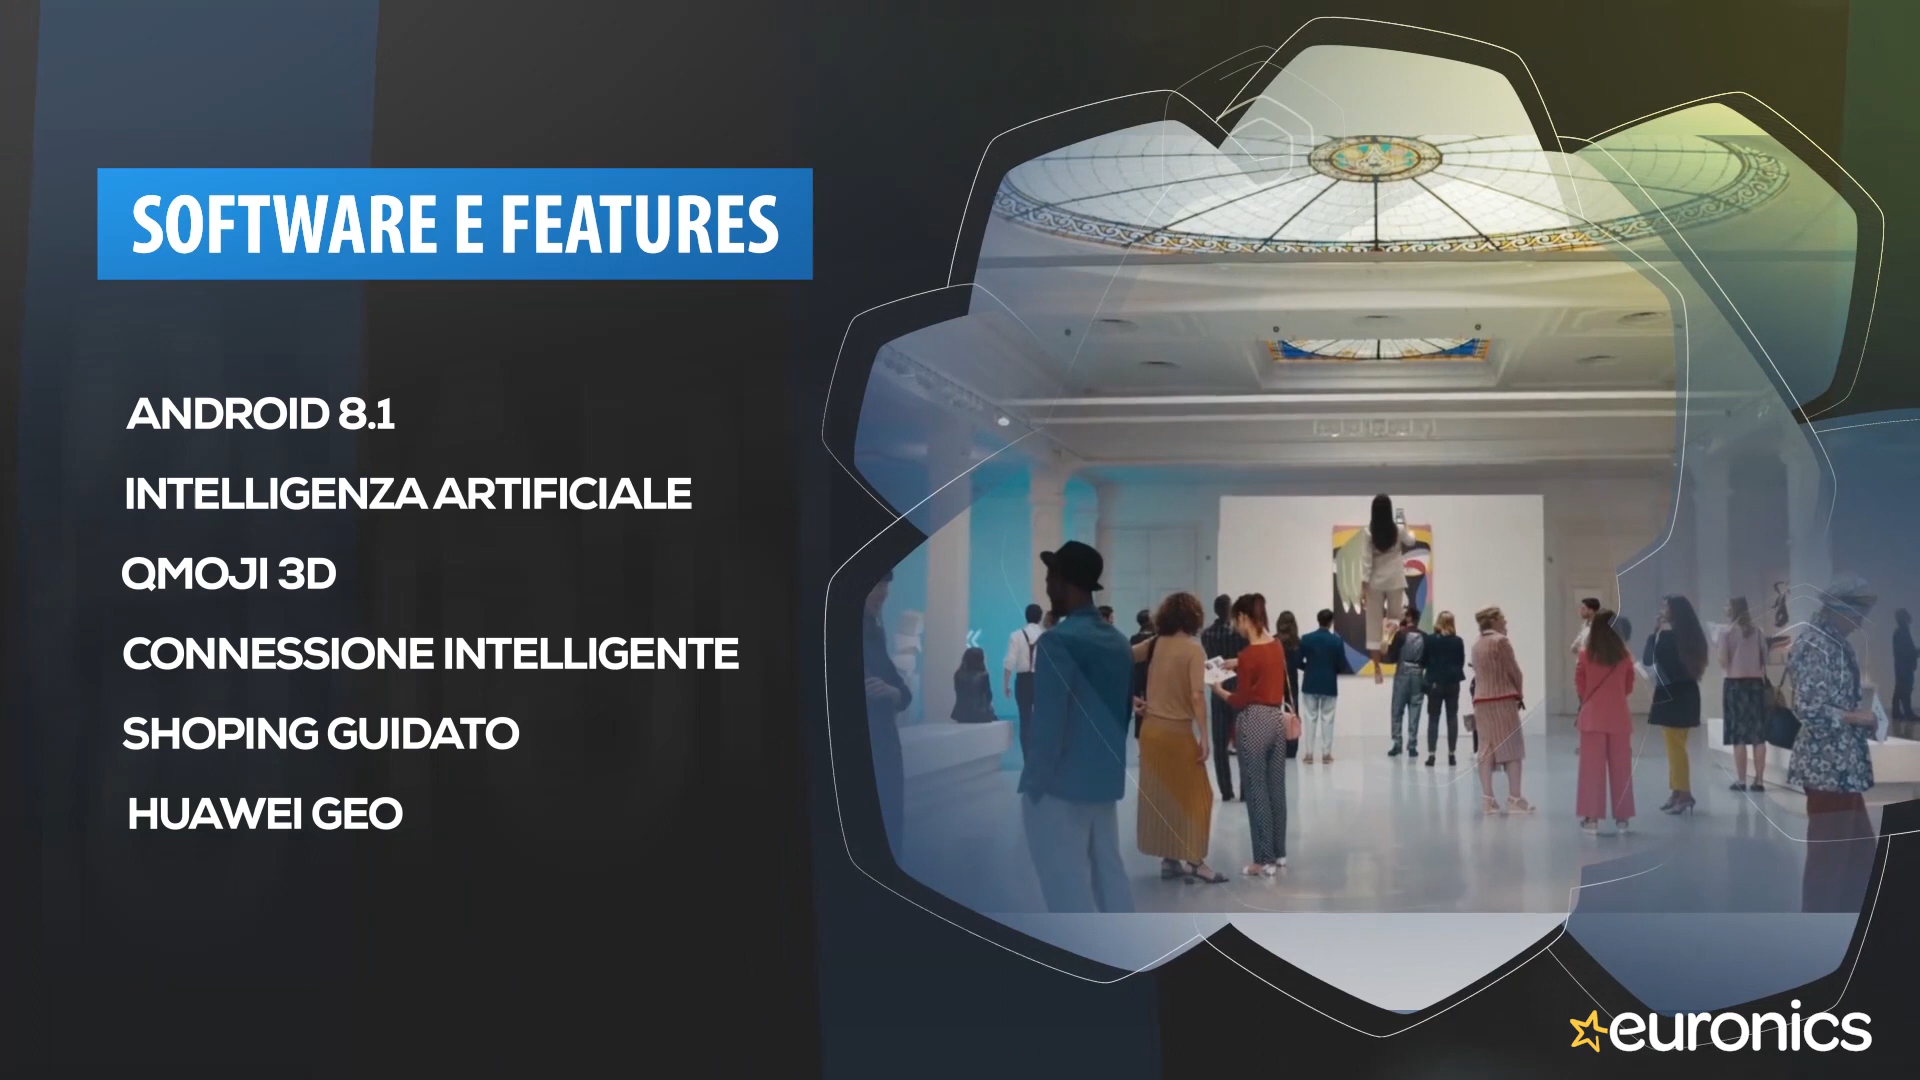 SOFTWARE E FEATURES
ANDROID 8.1
INTELLIGENZA ARTIFICIALE
QMOJI 3D
CONNESSIONE INTELLIGENTE
SHOPING GUIDATO
HUAWEI GEO
euronics